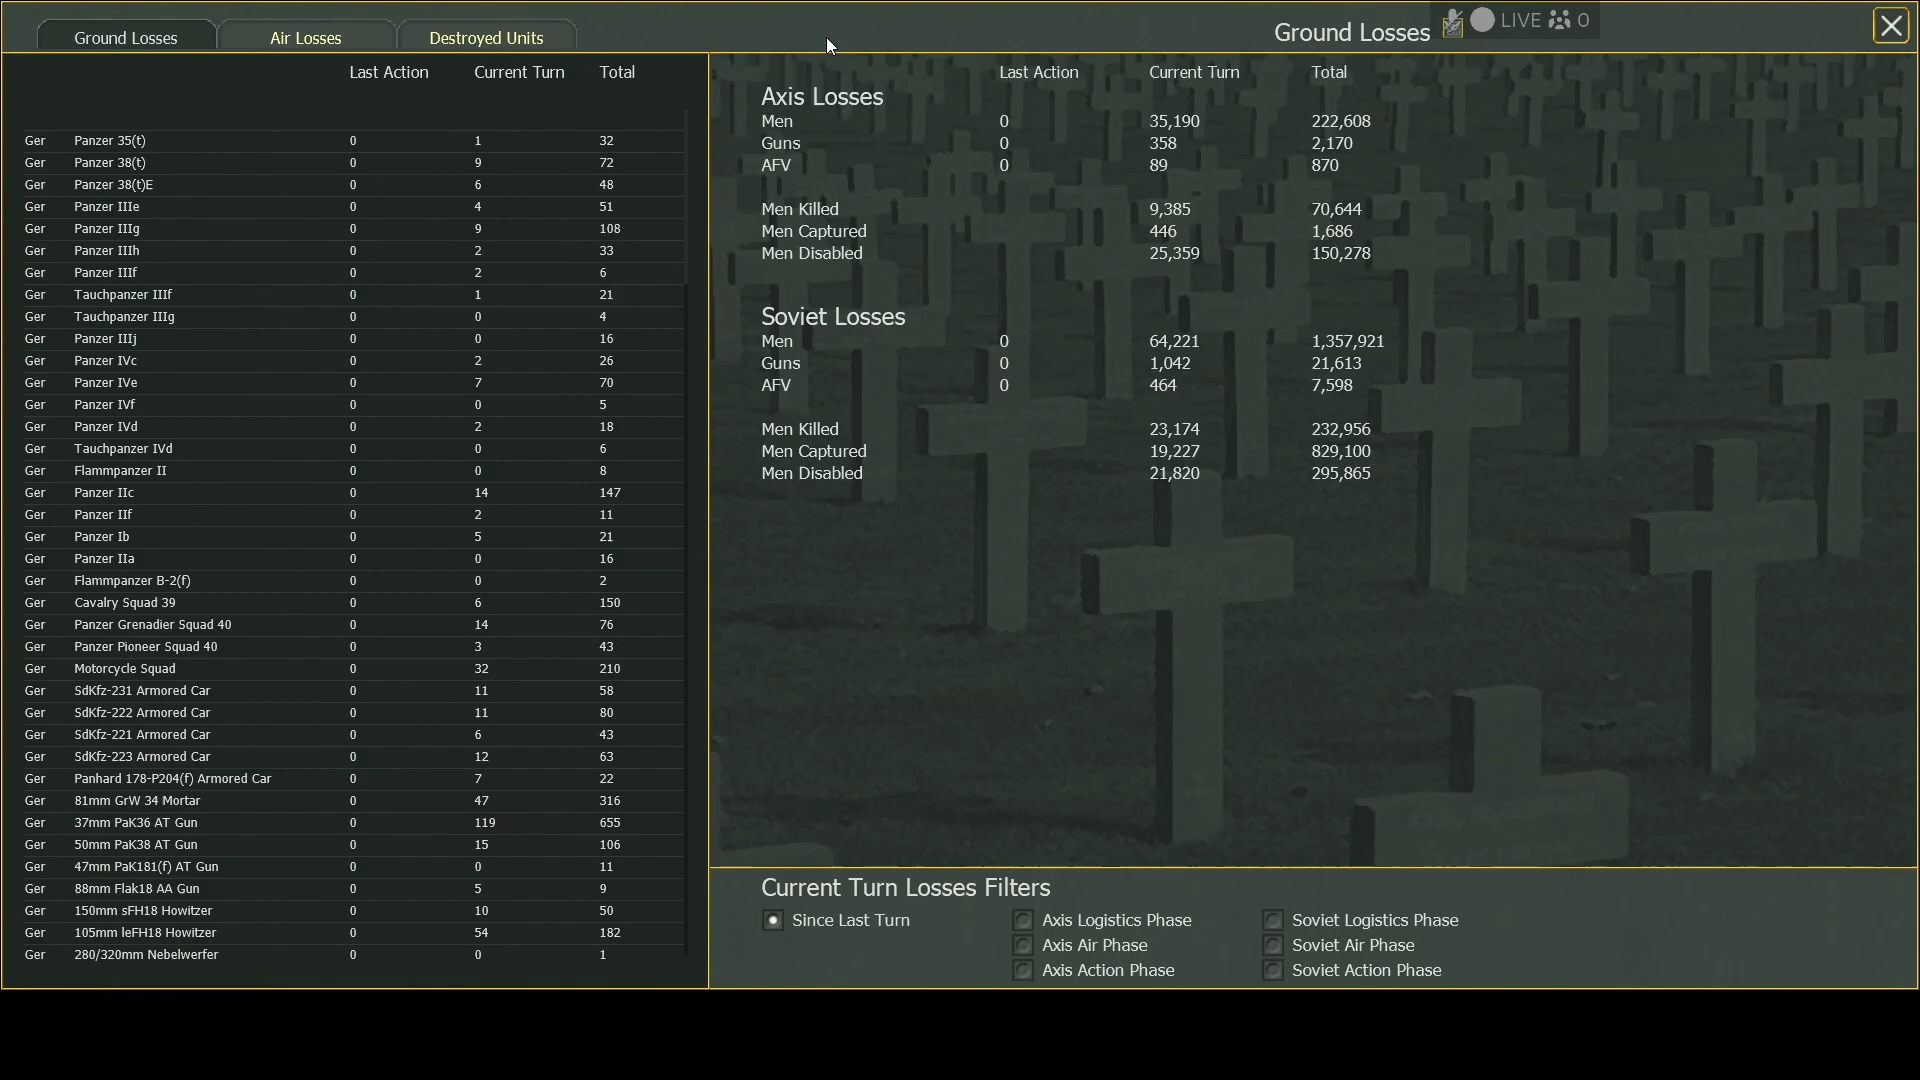 Ground Losses Air Losses Destroyed Units Ground Losses LIVE 0
Last Action Current Turn Total
Ger Panzer 35(t) 0 1 32
Ger Panzer 38(t) 0 9 72
Ger Panzer 38(t)E 0 6 48
Ger Panzer IIIe 0 4 51
Ger Panzer IIIg 0 9 108
Ger Panzer IIIh 0 2 33
Ger Panzer IIIf 0 2 6
Ger Tauchpanzer IIIf 0 1 21
Ger Tauchpanzer IIIg 0 0 4
Ger Panzer IIIj 0 0 16
Ger Panzer IVc 0 2 26
Ger Panzer IVe 0 7 70
Ger Panzer IVf 0 0 5
Ger Panzer IVd 0 2 18
Ger Tauchpanzer IVd 0 0 6
Ger Flammpanzer II 0 0 8
Ger Panzer IIc 0 14 147
Ger Panzer IIf 0 2 11
Ger Panzer Ib 0 5 21
Ger Panzer IIa 0 0 16
Ger Flammpanzer B-2(f) 0 0 2
Ger Cavalry Squad 39 0 6 150
Ger Panzer Grenadier Squad 40 0 14 76
Ger Panzer Pioneer Squad 40 0 3 43
Ger Motorcycle Squad 0 32 210
Ger SdKfz-231 Armored Car 0 11 58
Ger SdKfz-222 Armored Car 0 11 80
Ger SdKfz-221 Armored Car 0 6 43
Ger SdKfz-223 Armored Car 0 12 63
Ger Panhard 178-P204(f) Armored Car 0 7 22
Ger 81mm GrW 34 Mortar 0 47 316
Ger 37mm PaK36 AT Gun 0 119 655
Ger 50mm PaK38 AT Gun 0 15 106
Ger 47mm PaK181(f) AT Gun 0 0 11
Ger 88mm Flak18 AA Gun 0 5 9
Ger 150mm sFH18 Howitzer 0 10 50
Ger 105mm leFH18 Howitzer 0 54 182
Ger 280/320mm Nebelwerfer 0 0 1
Last Action Current Turn Total
Axis Losses
Men 0 35,190 222,608
Guns 0 358 2,170
AFV 0 89 870
Men Killed 9,385 70,644
Men Captured 446 1,686
Men Disabled 25,359 150,278
Soviet Losses
Men 0 64,221 1,357,921
Guns 0 1,042 21,613
AFV 0 464 7,598
Men Killed 23,174 232,956
Men Captured 19,227 829,100
Men Disabled 21,820 295,865
Current Turn Losses Filters
Since Last Turn Axis Logistics Phase Soviet Logistics Phase
Axis Air Phase Soviet Air Phase
Axis Action Phase Soviet Action Phase